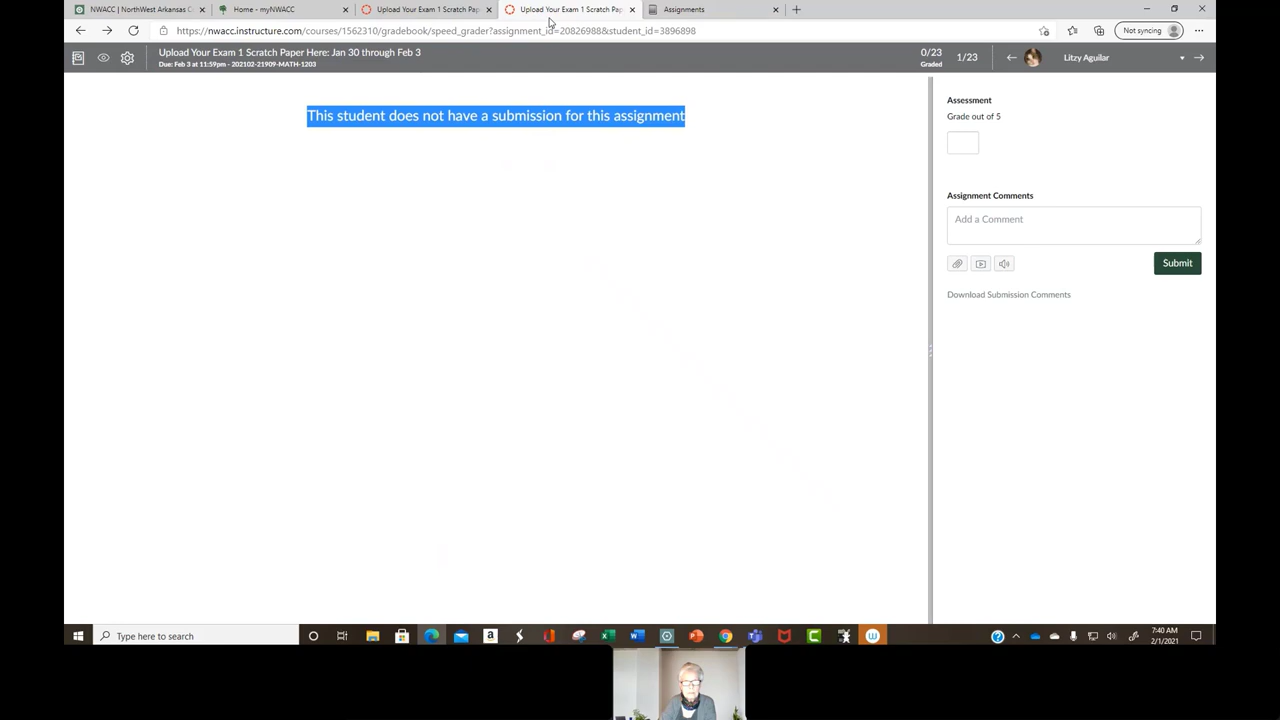 NWACC | NorthWest Arkansas C
Home - myNWACC
Upload Your Exam 1 Scratch Pap
Upload Your Exam 1 Scratch Pap
Assignments
https://nwacc.instructure.com/courses/1562310/gradebook/speed_grader?assignment_id=20826988&student_id=3896898
Not syncing
Upload Your Exam 1 Scratch Paper Here: Jan 30 through Feb 3
Due: Feb 3 at 11:59pm - 202102-21909-MATH-1203
0/23
Graded
1/23
Litzy Aguilar
This student does not have a submission for this assignment
Assessment
Grade out of 5
Assignment Comments
Add a Comment
Submit
Download Submission Comments
Type here to search
7:40 AM
2/1/2021